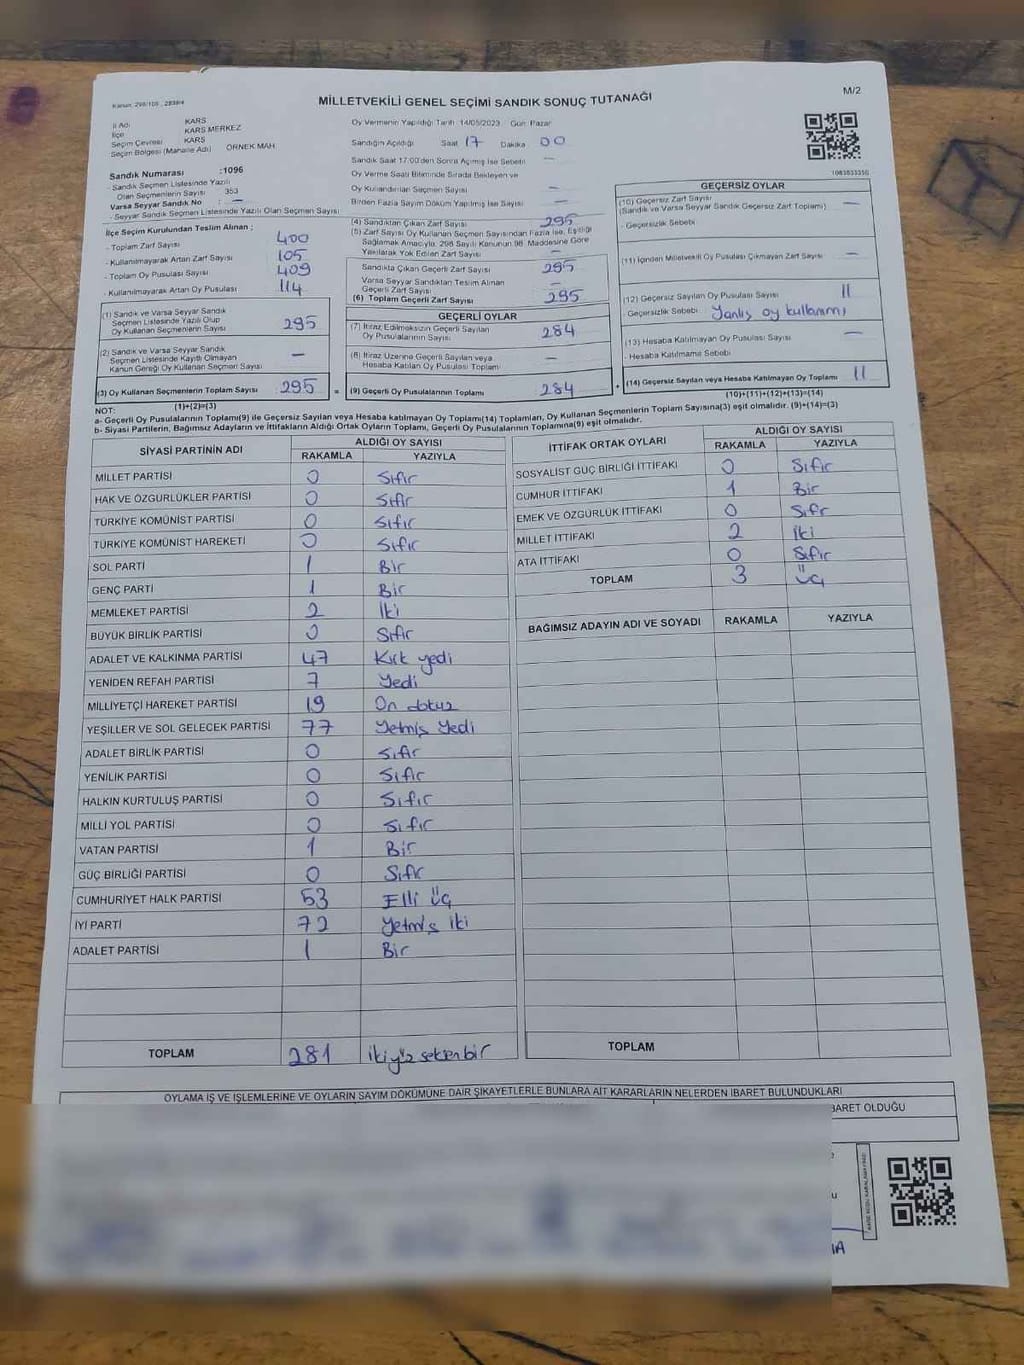 Kanun: 298/105 , 2839/4
MİLLETVEKİLİ GENEL SEÇİMİ SANDIK SONUÇ TUTANAĞI
M/2
İl Adı KARS
İlçe KARS MERKEZ
Seçim Çevresi KARS
Seçim Bölgesi (Mahalle Adı) ÖRNEK MAH.
Sandık Numarası :1096
- Sandık Seçmen Listesinde Yazılı
Olan Seçmenlerin Sayısı 353
Varsa Seyyar Sandık No : —
- Seyyar Sandık Seçmen Listesinde Yazılı Olan Seçmen Sayısı
İlçe Seçim Kurulundan Teslim Alınan ;
- Toplam Zarf Sayısı 400
- Kullanılmayarak Artan Zarf Sayısı 105
- Toplam Oy Pusulası Sayısı 409
- Kullanılmayarak Artan Oy Pusulası 114
(1) Sandık ve Varsa Seyyar Sandık
Seçmen Listesinde Yazılı Olup
Oy Kullanan Seçmenlerin Sayısı 295
(2) Sandık ve Varsa Seyyar Sandık
Seçmen Listesinde Kayıtlı Olmayan
Kanun Gereği Oy Kullanan Seçmen Sayısı —
(3) Oy Kullanan Seçmenlerin Toplam Sayısı 295 =
(1)+(2)=(3)
Oy Vermenin Yapıldığı Tarih 14/05/2023 Gün Pazar
Sandığın Açıldığı Saat 17 Dakika 00
Sandık Saat 17:00'den Sonra Açılmış İse Sebebi —
Oy Verme Saati Bitiminde Sırada Bekleyen ve
Oy Kullandırılan Seçmen Sayısı —
Birden Fazla Sayım Döküm Yapılmış İse Sayısı —
(4) Sandıktan Çıkan Zarf Sayısı 295
(5) Zarf Sayısı Oy Kullanan Seçmen Sayısından Fazla ise, Eşitliği
Sağlamak Amacıyla, 298 Sayılı Kanunun 98. Maddesine Göre
Yakılarak Yok Edilen Zarf Sayısı —
Sandıkta Çıkan Geçerli Zarf Sayısı 295
Varsa Seyyar Sandıktan Teslim Alınan
Geçerli Zarf Sayısı —
(6) Toplam Geçerli Zarf Sayısı 295
GEÇERLİ OYLAR
(7) İtiraz Edilmeksizin Geçerli Sayılan
Oy Pusulalarının Sayısı 284
(8) İtiraz Üzerine Geçerli Sayılan veya
Hesaba Katılan Oy Pusulası Toplamı —
(9) Geçerli Oy Pusulalarının Toplamı 284 +
1083833350
GEÇERSİZ OYLAR
(10) Geçersiz Zarf Sayısı
(Sandık ve Varsa Seyyar Sandık Geçersiz Zarf Toplamı) —
- Geçersizlik Sebebi
(11) İçinden Milletvekili Oy Pusulası Çıkmayan Zarf Sayısı —
(12) Geçersiz Sayılan Oy Pusulası Sayısı 11
- Geçersizlik Sebebi Yanlış oy kullanımı
(13) Hesaba Katılmayan Oy Pusulası Sayısı —
- Hesaba Katılmama Sebebi
(14) Geçersiz Sayılan veya Hesaba Katılmayan Oy Toplamı 11
(10)+(11)+(12)+(13)=(14)
NOT:
a- Geçerli Oy Pusulalarının Toplamı(9) ile Geçersiz Sayılan veya Hesaba katılmayan Oy Toplamı(14) Toplamları, Oy Kullanan Seçmenlerin Toplam Sayısına(3) eşit olmalıdır. (9)+(14)=(3)
b- Siyasi Partilerin, Bağımsız Adayların ve İttifakların Aldığı Ortak Oyların Toplamı, Geçerli Oy Pusulalarının Toplamına(9) eşit olmalıdır.
SİYASİ PARTİNİN ADI ALDIĞI OY SAYISI
RAKAMLA YAZIYLA
MİLLET PARTİSİ 0 Sıfır
HAK VE ÖZGÜRLÜKLER PARTİSİ 0 Sıfır
TÜRKİYE KOMÜNİST PARTİSİ 0 Sıfır
TÜRKİYE KOMÜNİST HAREKETİ 0 Sıfır
SOL PARTİ 1 Bir
GENÇ PARTİ 1 Bir
MEMLEKET PARTİSİ 2 İki
BÜYÜK BİRLİK PARTİSİ 0 Sıfır
ADALET VE KALKINMA PARTİSİ 47 Kırk yedi
YENİDEN REFAH PARTİSİ 7 Yedi
MİLLİYETÇİ HAREKET PARTİSİ 19 On dokuz
YEŞİLLER VE SOL GELECEK PARTİSİ 77 Yetmiş Yedi
ADALET BİRLİK PARTİSİ 0 Sıfır
YENİLİK PARTİSİ 0 Sıfır
HALKIN KURTULUŞ PARTİSİ 0 Sıfır
MİLLİ YOL PARTİSİ 0 Sıfır
VATAN PARTİSİ 1 Bir
GÜÇ BİRLİĞİ PARTİSİ 0 Sıfır
CUMHURİYET HALK PARTİSİ 53 Elli üç
İYİ PARTİ 72 Yetmiş iki
ADALET PARTİSİ 1 Bir
TOPLAM 281 ikiyüz seksenbir
İTTİFAK ORTAK OYLARI ALDIĞI OY SAYISI
RAKAMLA YAZIYLA
SOSYALİST GÜÇ BİRLİĞİ İTTİFAKI 0 Sıfır
CUMHUR İTTİFAKI 1 Bir
EMEK VE ÖZGÜRLÜK İTTİFAKI 0 Sıfr
MİLLET İTTİFAKI 2 İki
ATA İTTİFAKI 0 Sıfır
TOPLAM 3 üç
BAĞIMSIZ ADAYIN ADI VE SOYADI RAKAMLA YAZIYLA
TOPLAM
OYLAMA İŞ VE İŞLEMLERİNE VE OYLARIN SAYIM DÖKÜMÜNE DAİR ŞİKAYETLERLE BUNLARA AİT KARARLARIN NELERDEN İBARET BULUNDUKLARI
BARET OLDUĞU